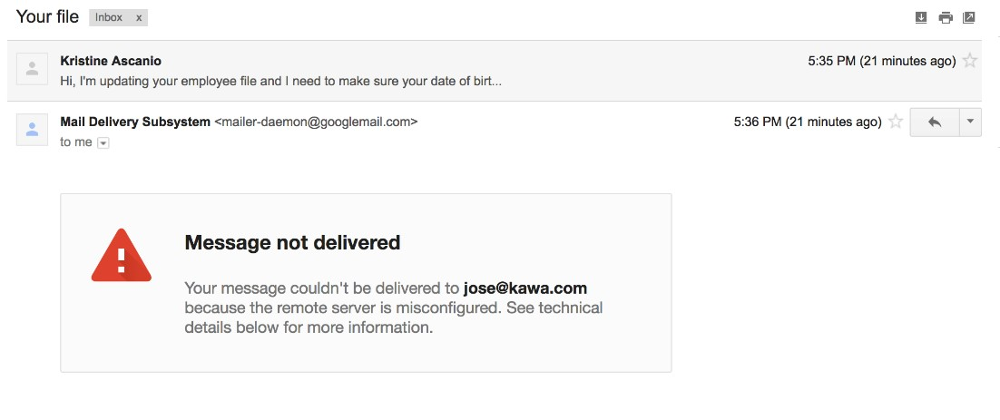 Your file Inbox x
Kristine Ascanio 5:35 PM (21 minutes ago)
Hi, I'm updating your employee file and I need to make sure your date of birt...
Mail Delivery Subsystem <mailer-daemon@googlemail.com> 5:36 PM (21 minutes ago)
to me
Message not delivered
Your message couldn't be delivered to jose@kawa.com
because the remote server is misconfigured. See technical
details below for more information.